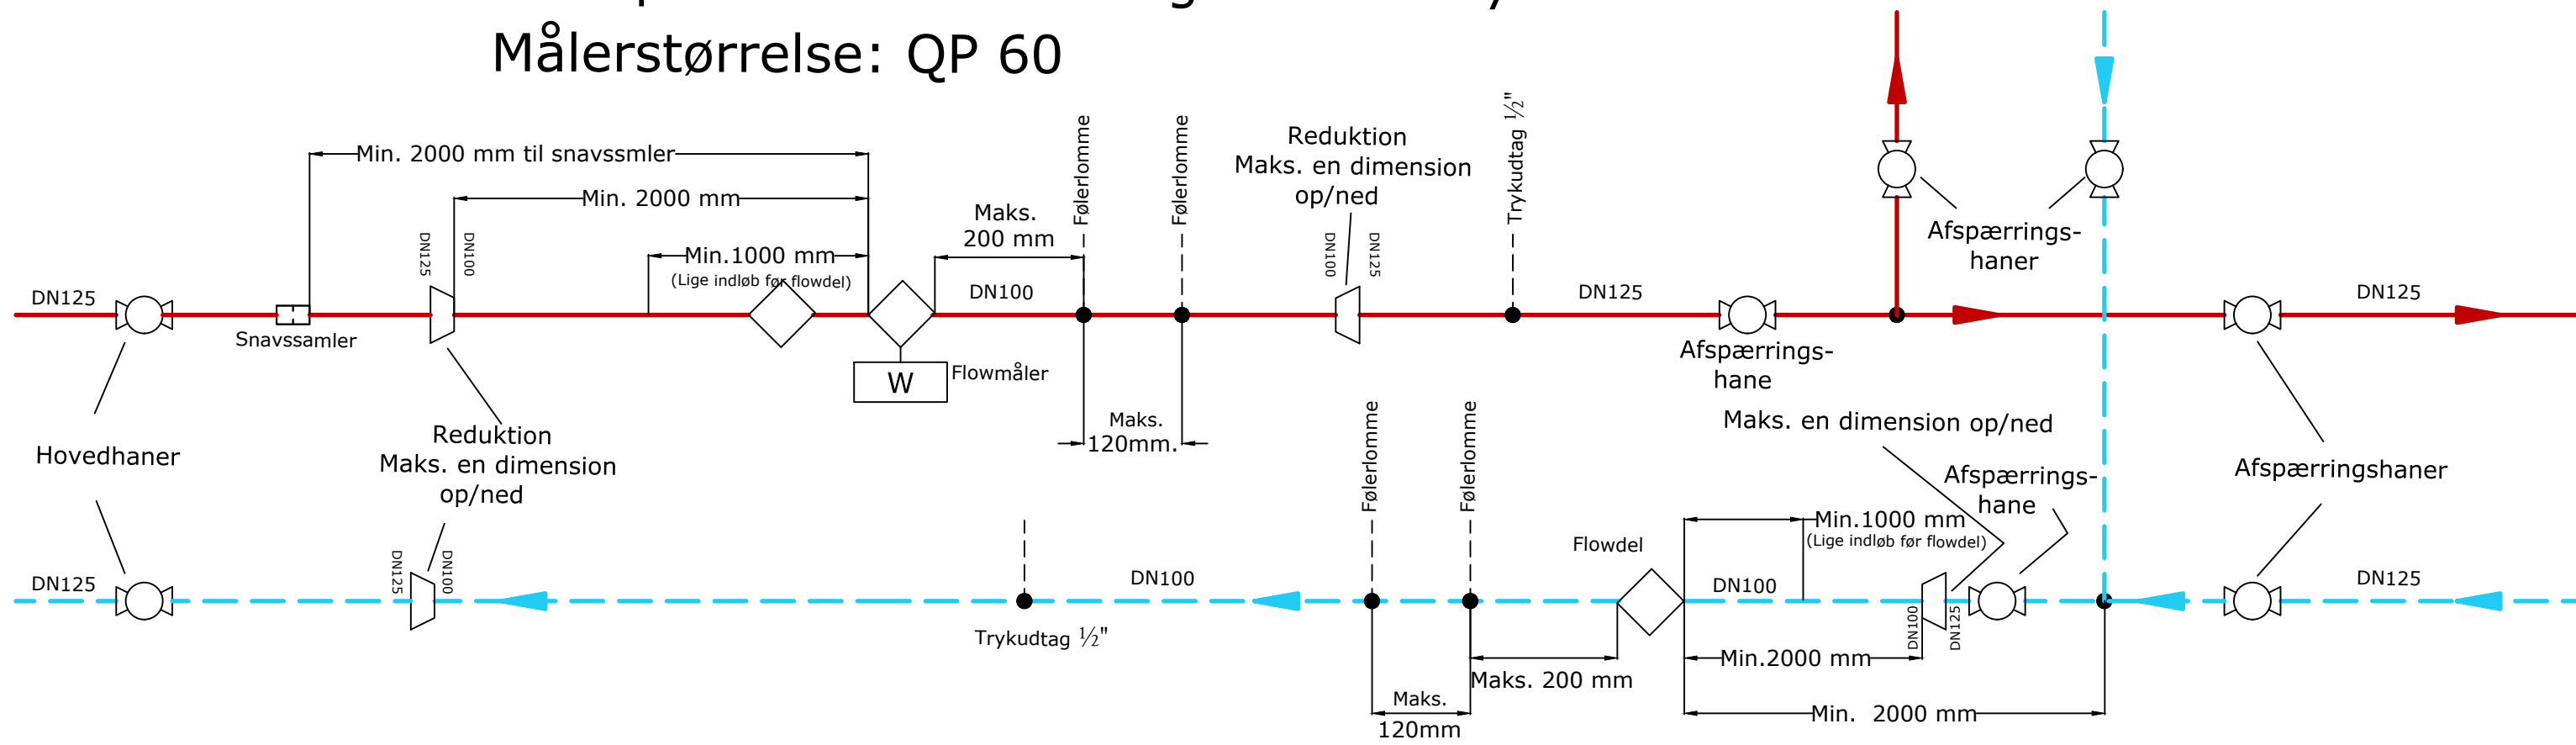 Målerstørrelse: QP 60
Min. 2000 mm til snavssmler
Min. 2000 mm
Min.1000 mm
(Lige indløb før flowdel)
Maks.
200 mm
Følerlomme
Følerlomme
Reduktion
Maks. en dimension
op/ned
Trykudtag ½"
Afspærrings-
haner
DN125
DN125
DN100
DN100
DN100
DN125
DN125
DN125
Snavssamler
W
Flowmåler
Afspærrings-
hane
Maks.
120mm.
Hovedhaner
Reduktion
Maks. en dimension
op/ned
Følerlomme
Følerlomme
Maks. en dimension op/ned
Afspærrings-
hane
Afspærringshaner
Flowdel
Min.1000 mm
(Lige indløb før flowdel)
DN125
DN125
DN100
DN100
DN100
DN100
DN125
DN125
Trykudtag ½"
Maks. 200 mm
Min.2000 mm
Maks.
120mm
Min. 2000 mm